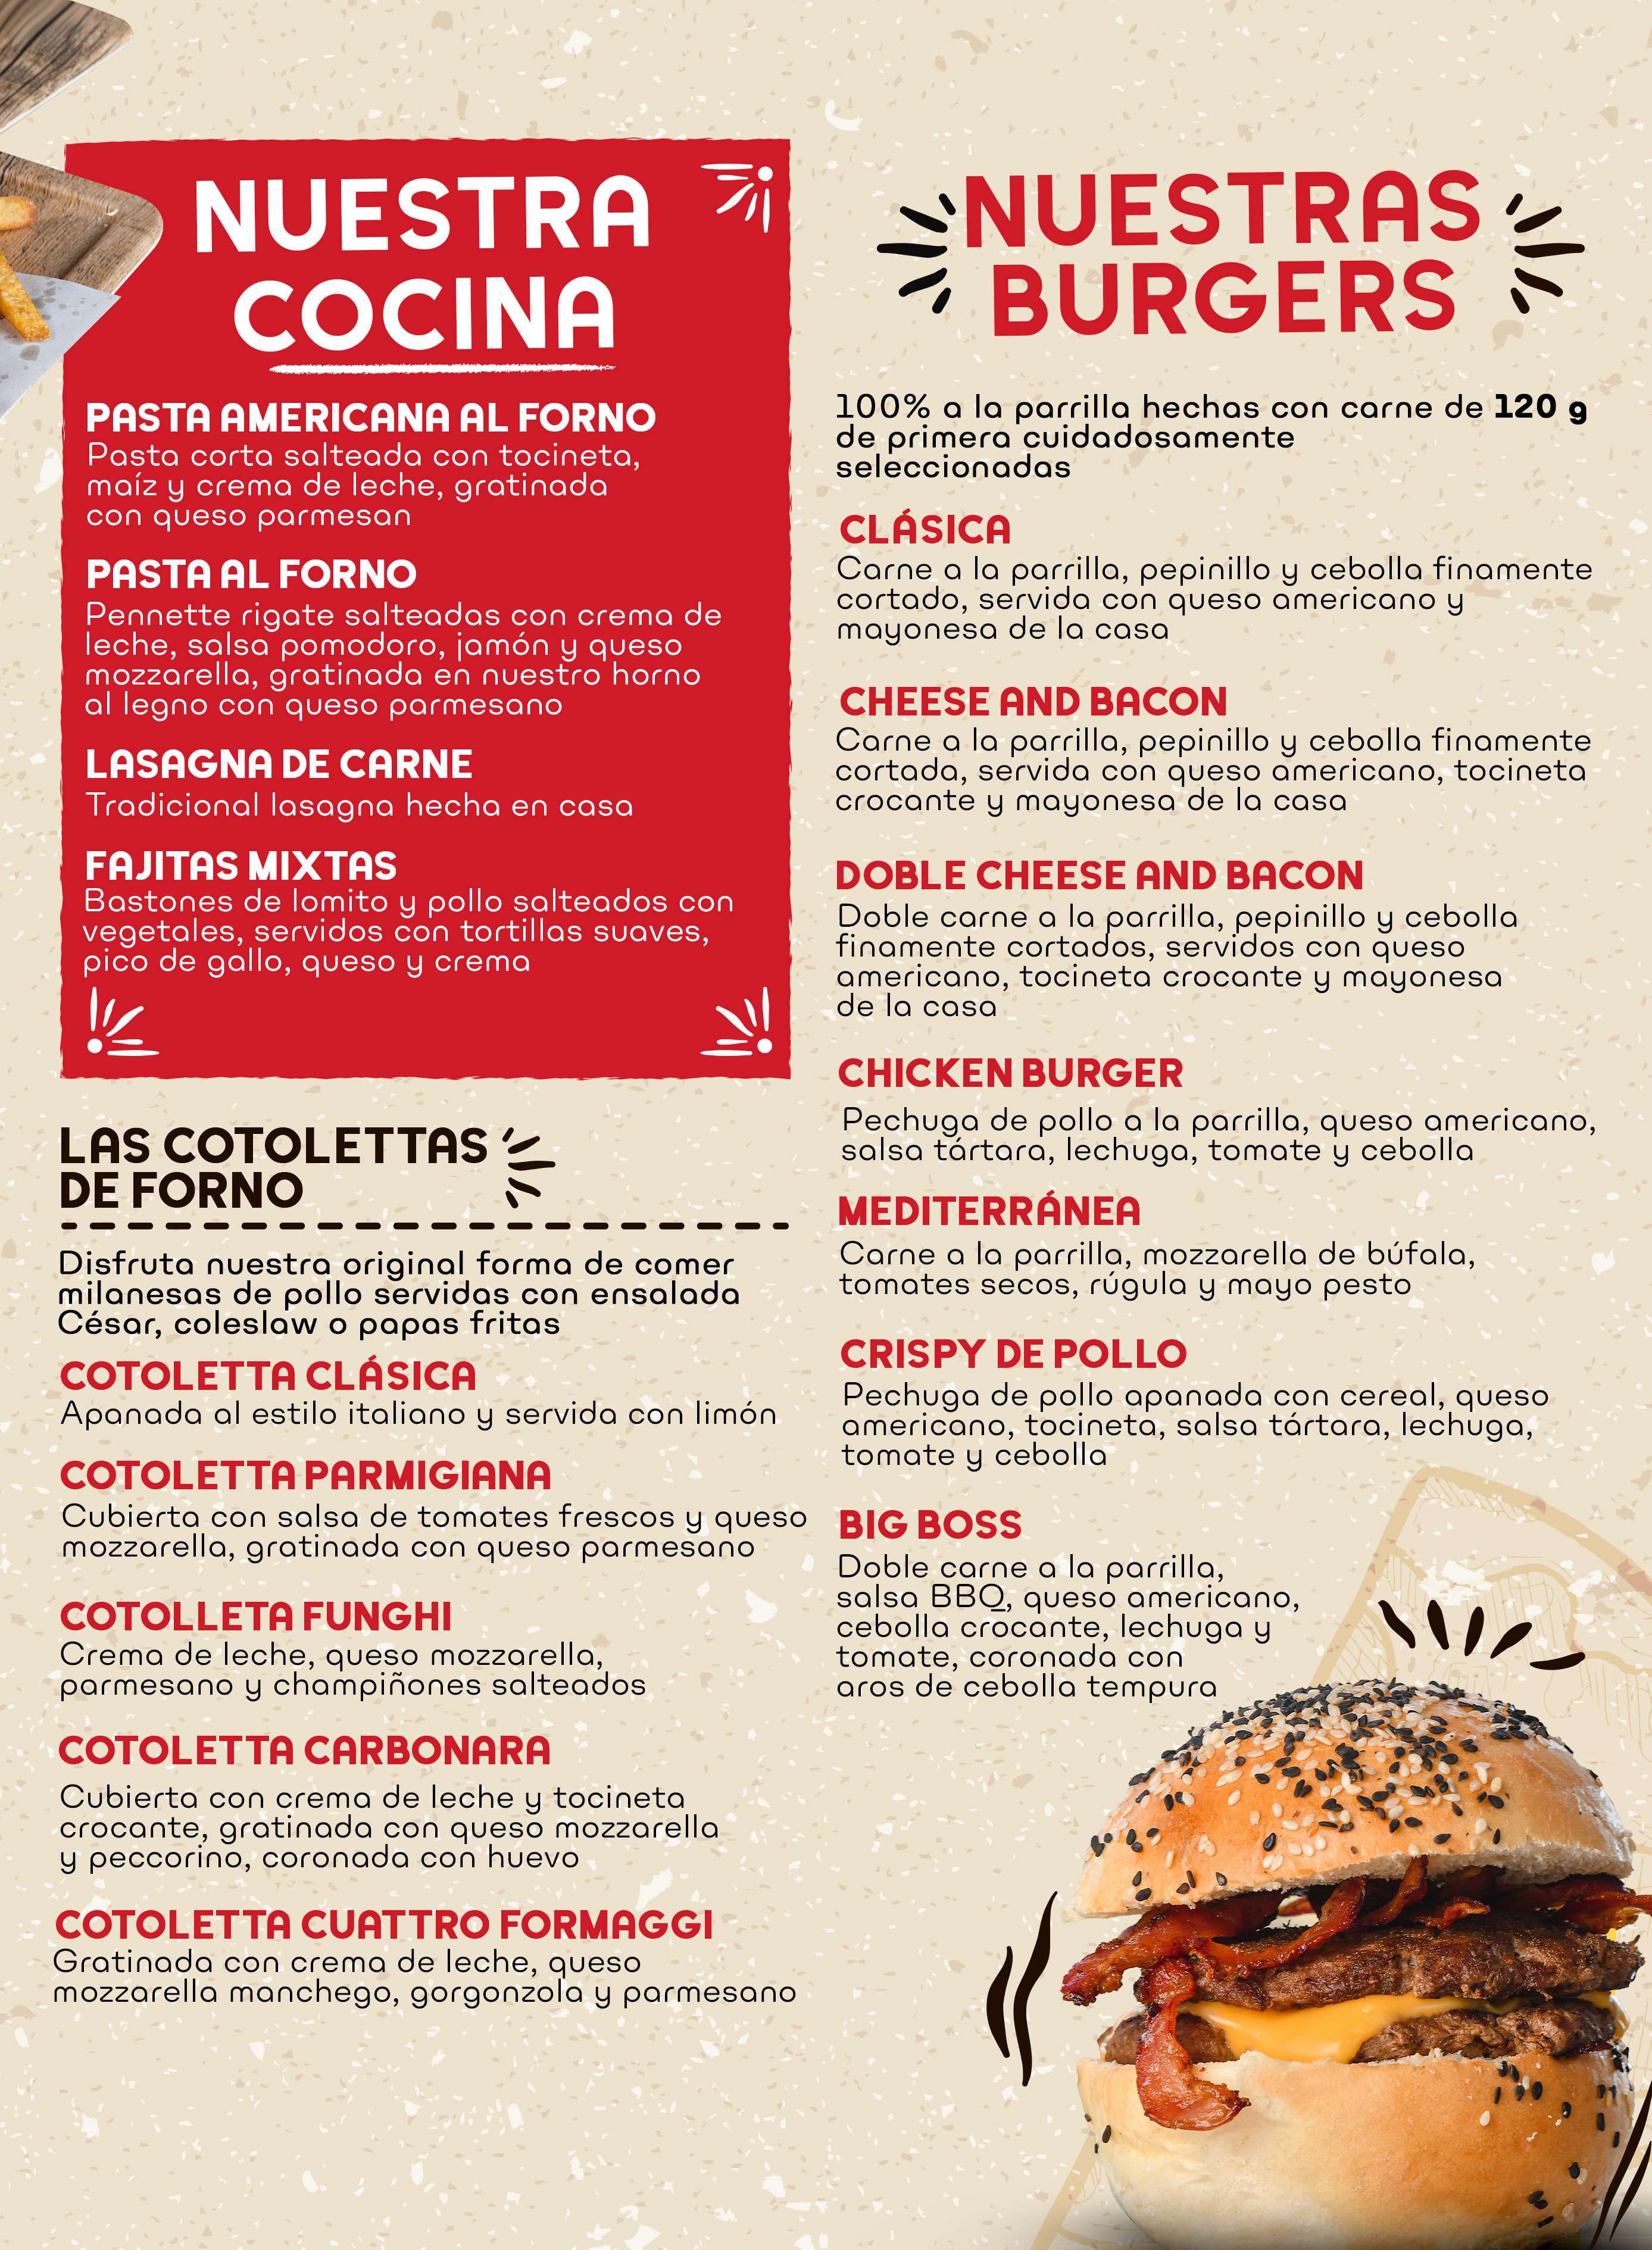 NUESTRA
COCINA
PASTA AMERICANA AL FORNO
Pasta corta salteada con tocineta,
maíz y crema de leche, gratinada
con queso parmesan
PASTA AL FORNO
Pennette rigate salteadas con crema de
leche, salsa pomodoro, jamón y queso
mozzarella, gratinada en nuestro horno
al legno con queso parmesano
LASAGNA DE CARNE
Tradicional lasagna hecha en casa
FAJITAS MIXTAS
Bastones de lomito y pollo salteados con
vegetales, servidos con tortillas suaves,
pico de gallo, queso y crema
LAS COTOLETTAS
DE FORNO
Disfruta nuestra original forma de comer
milanesas de pollo servidas con ensalada
César, coleslaw o papas fritas
COTOLETTA CLÁSICA
Apanada al estilo italiano y servida con limón
COTOLETTA PARMIGIANA
Cubierta con salsa de tomates frescos y queso
mozzarella, gratinada con queso parmesano
COTOLLETA FUNGHI
Crema de leche, queso mozzarella,
parmesano y champiñones salteados
COTOLETTA CARBONARA
Cubierta con crema de leche y tocineta
crocante, gratinada con queso mozzarella
y peccorino, coronada con huevo
COTOLETTA CUATTRO FORMAGGI
Gratinada con crema de leche, queso
mozzarella manchego, gorgonzola y parmesano
NUESTRAS
BURGERS
100% a la parrilla hechas con carne de 120 g
de primera cuidadosamente
seleccionadas
CLÁSICA
Carne a la parrilla, pepinillo y cebolla finamente
cortado, servida con queso americano y
mayonesa de la casa
CHEESE AND BACON
Carne a la parrilla, pepinillo y cebolla finamente
cortada, servida con queso americano, tocineta
crocante y mayonesa de la casa
DOBLE CHEESE AND BACON
Doble carne a la parrilla, pepinillo y cebolla
finamente cortados, servidos con queso
americano, tocineta crocante y mayonesa
de la casa
CHICKEN BURGER
Pechuga de pollo a la parrilla, queso americano,
salsa tártara, lechuga, tomate y cebolla
MEDITERRÁNEA
Carne a la parrilla, mozzarella de búfala,
tomates secos, rúgula y mayo pesto
CRISPY DE POLLO
Pechuga de pollo apanada con cereal, queso
americano, tocineta, salsa tártara, lechuga,
tomate y cebolla
BIG BOSS
Doble carne a la parrilla,
salsa BBQ, queso americano,
cebolla crocante, lechuga y
tomate, coronada con
aros de cebolla tempura